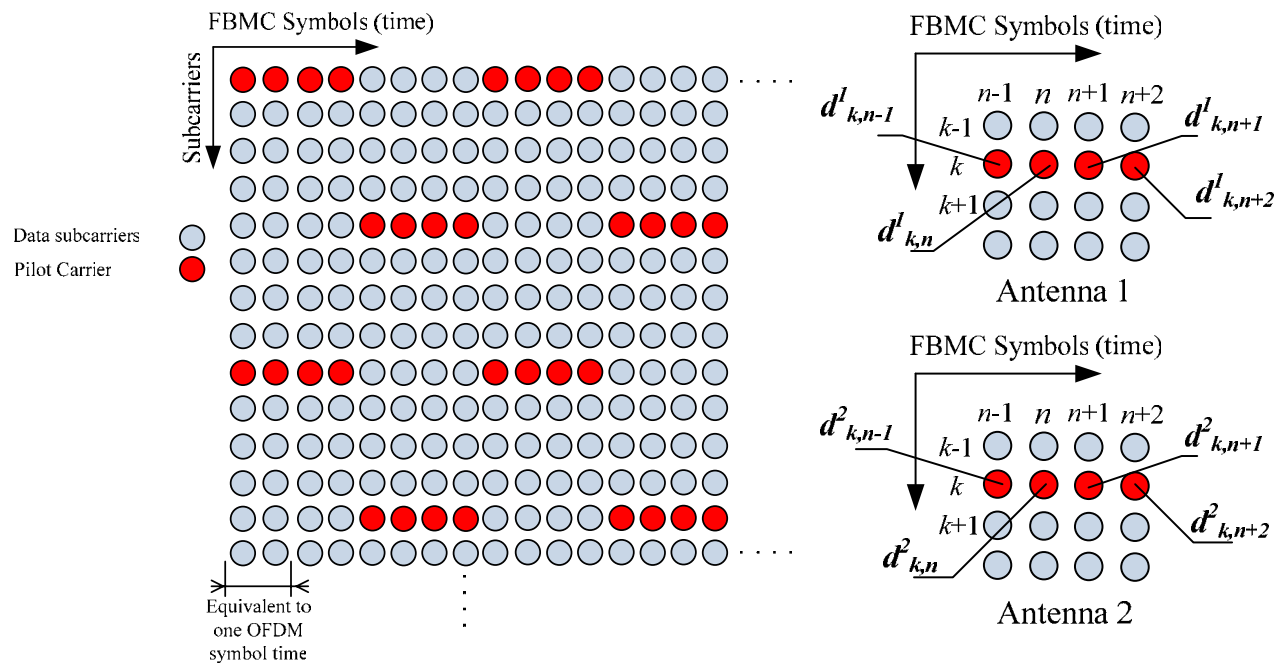 FBMC Symbols (time)
Subcarriers
. . . .
Data subcarriers
Pilot Carrier
. . . .
Equivalent to
one OFDM
symbol time
FBMC Symbols (time)
n-1 n n+1 n+2
d¹k,n-1
k-1
d¹k,n+1
k
k+1
d¹k,n+2
d¹k,n
Antenna 1
FBMC Symbols (time)
n-1 n n+1 n+2
d²k,n-1
k-1
d²k,n+1
k
k+1
d²k,n+2
d²k,n
Antenna 2